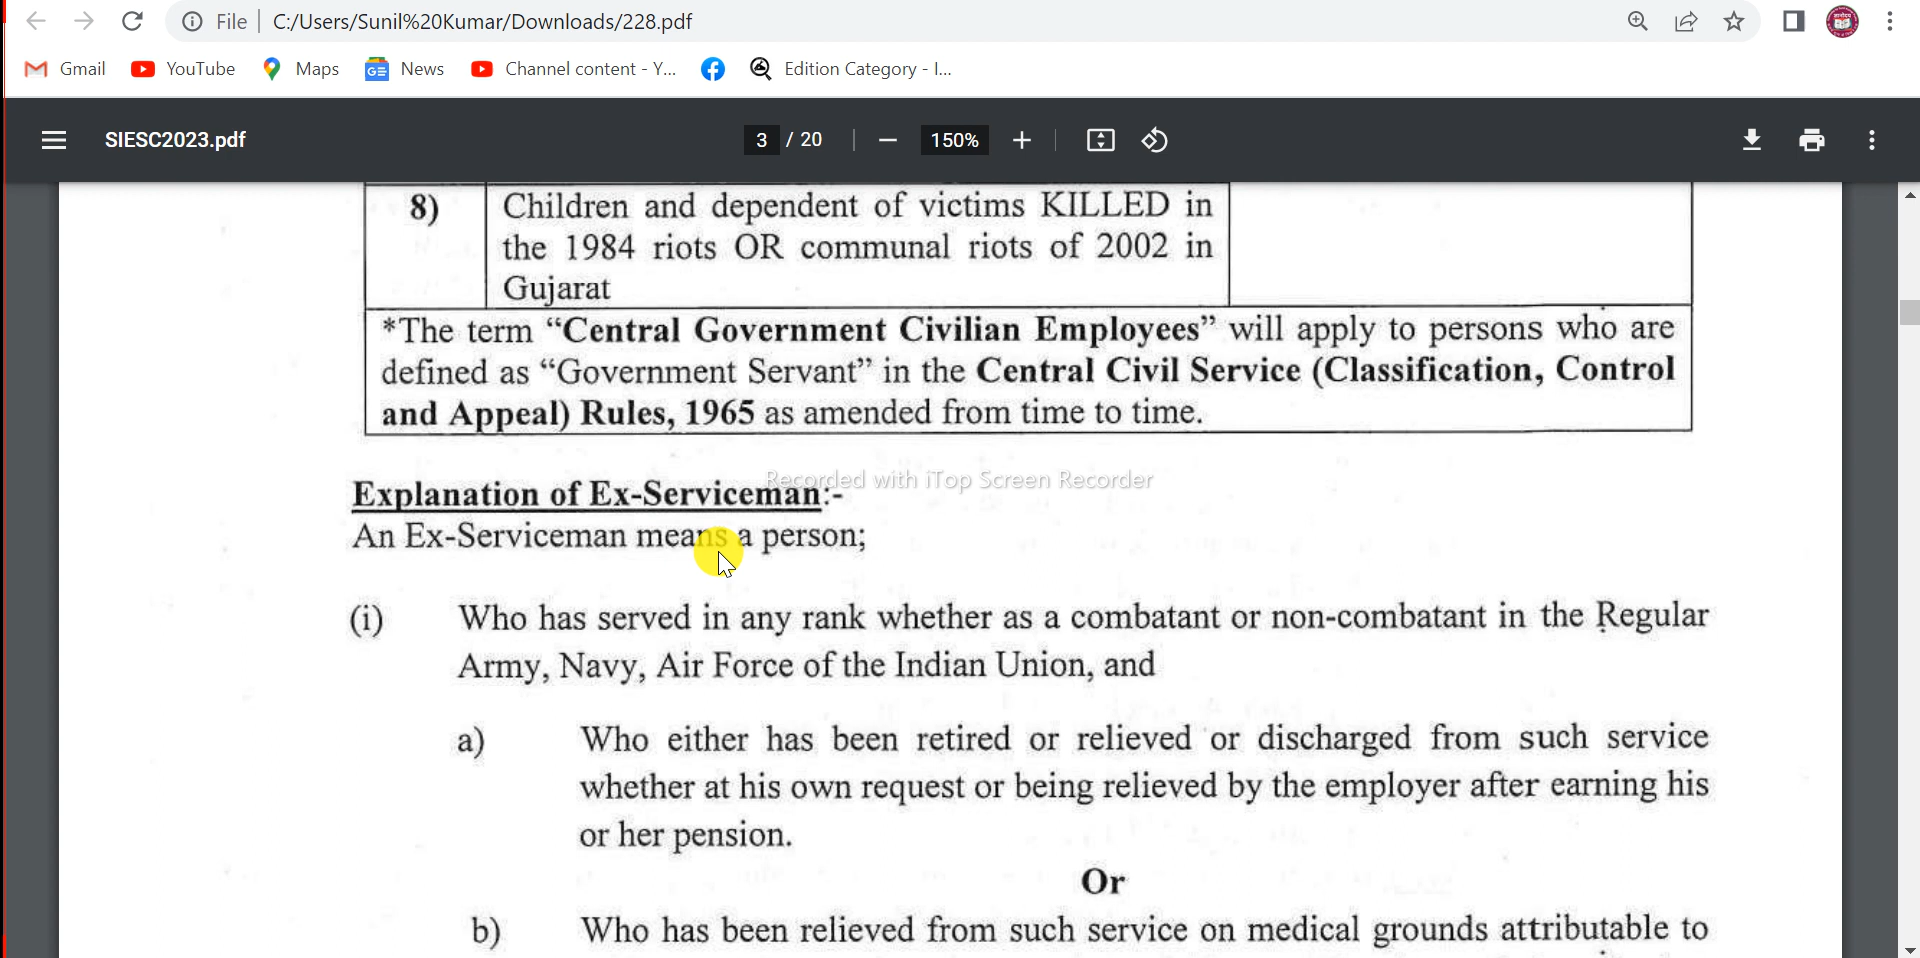 File
C:/Users/Sunil%20Kumar/Downloads/228.pdf
Gmail
YouTube
Maps
News
Channel content - Y...
Edition Category - I...
SIESC2023.pdf
3 / 20
150%
8) Children and dependent of victims KILLED in
the 1984 riots OR communal riots of 2002 in
Gujarat
*The term “Central Government Civilian Employees” will apply to persons who are
defined as “Government Servant” in the Central Civil Service (Classification, Control
and Appeal) Rules, 1965 as amended from time to time.
Recorded with iTop Screen Recorder
Explanation of Ex-Serviceman:-
An Ex-Serviceman means a person;
(i) Who has served in any rank whether as a combatant or non-combatant in the Regular
Army, Navy, Air Force of the Indian Union, and
a) Who either has been retired or relieved or discharged from such service
whether at his own request or being relieved by the employer after earning his
or her pension.
Or
b) Who has been relieved from such service on medical grounds attributable to